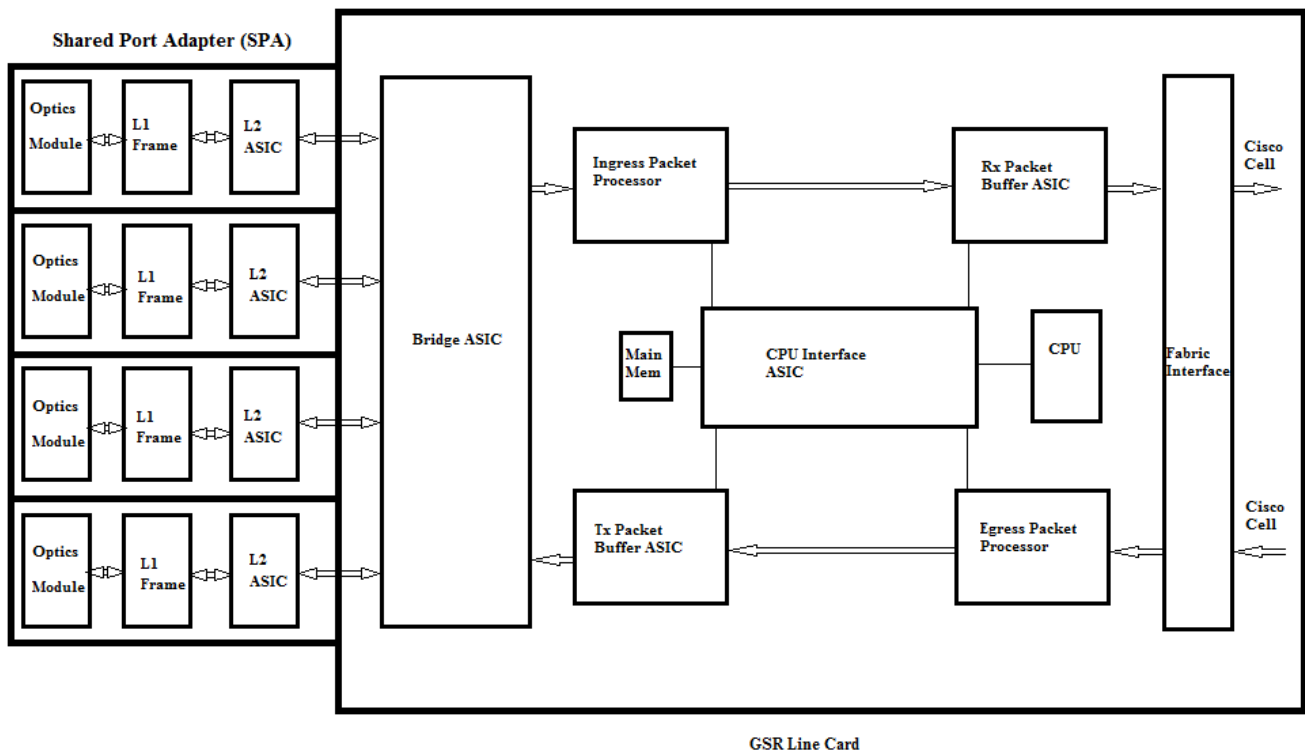 Shared Port Adapter (SPA)
Optics
Module
L1
Frame
L2
ASIC
Optics
Module
L1
Frame
L2
ASIC
Optics
Module
L1
Frame
L2
ASIC
Optics
Module
L1
Frame
L2
ASIC
Bridge ASIC
Ingress Packet
Processor
Rx Packet
Buffer ASIC
Main
Mem
CPU Interface
ASIC
CPU
Tx Packet
Buffer ASIC
Egress Packet
Processor
Fabric
Interface
Cisco
Cell
Cisco
Cell
GSR Line Card